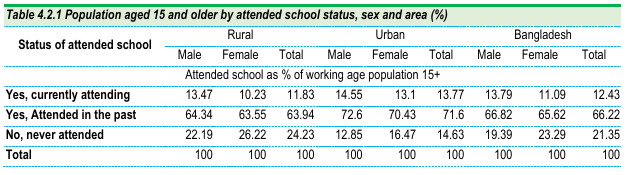 Table 4.2.1 Population aged 15 and older by attended school status, sex and area (%)
Status of attended school Rural Urban Bangladesh
Male Female Total Male Female Total Male Female Total
Attended school as % of working age population 15+
Yes, currently attending 13.47 10.23 11.83 14.55 13.1 13.77 13.79 11.09 12.43
Yes, Attended in the past 64.34 63.55 63.94 72.6 70.43 71.6 66.82 65.62 66.22
No, never attended 22.19 26.22 24.23 12.85 16.47 14.63 19.39 23.29 21.35
Total 100 100 100 100 100 100 100 100 100